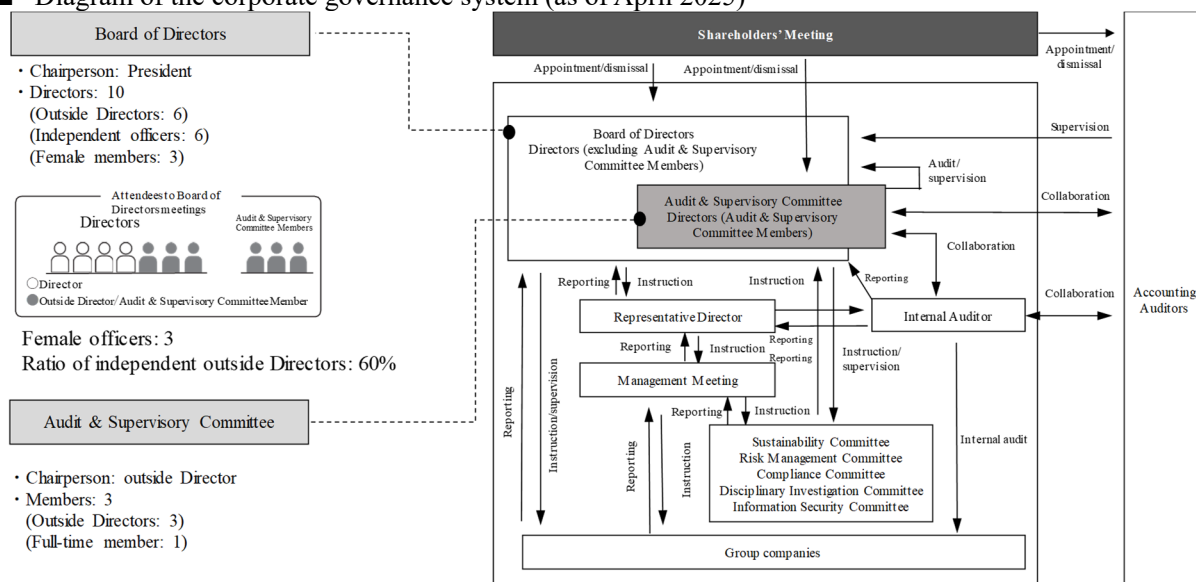 ■ Diagram of the corporate governance system (as of April 2025)
Board of Directors
・Chairperson: President
・Directors: 10
(Outside Directors: 6)
(Independent officers: 6)
(Female members: 3)
Attendees to Board of
Directors meetings
Directors
Audit & Supervisory
Committee Members
Director
Outside Director/Audit & Supervisory Committee Member
Female officers: 3
Ratio of independent outside Directors: 60%
Audit & Supervisory Committee
・Chairperson: outside Director
・Members: 3
(Outside Directors: 3)
(Full-time member: 1)
Shareholders' Meeting
Appointment/dismissal
Appointment/dismissal
Appointment/
dismissal
Board of Directors
Directors (excluding Audit & Supervisory
Committee Members)
Supervision
Audit/
supervision
Audit & Supervisory Committee
Directors (Audit & Supervisory
Committee Members)
Collaboration
Collaboration
Reporting
Instruction
Instruction
Reporting
Collaboration
Representative Director
Internal Auditor
Accounting
Auditors
Reporting
Reporting
Reporting
Instruction
Instruction/
supervision
Management Meeting
Reporting
Instruction
Reporting
Instruction/supervision
Reporting
Instruction
Sustainability Committee
Risk Management Committee
Compliance Committee
Disciplinary Investigation Committee
Information Security Committee
Internal audit
Group companies